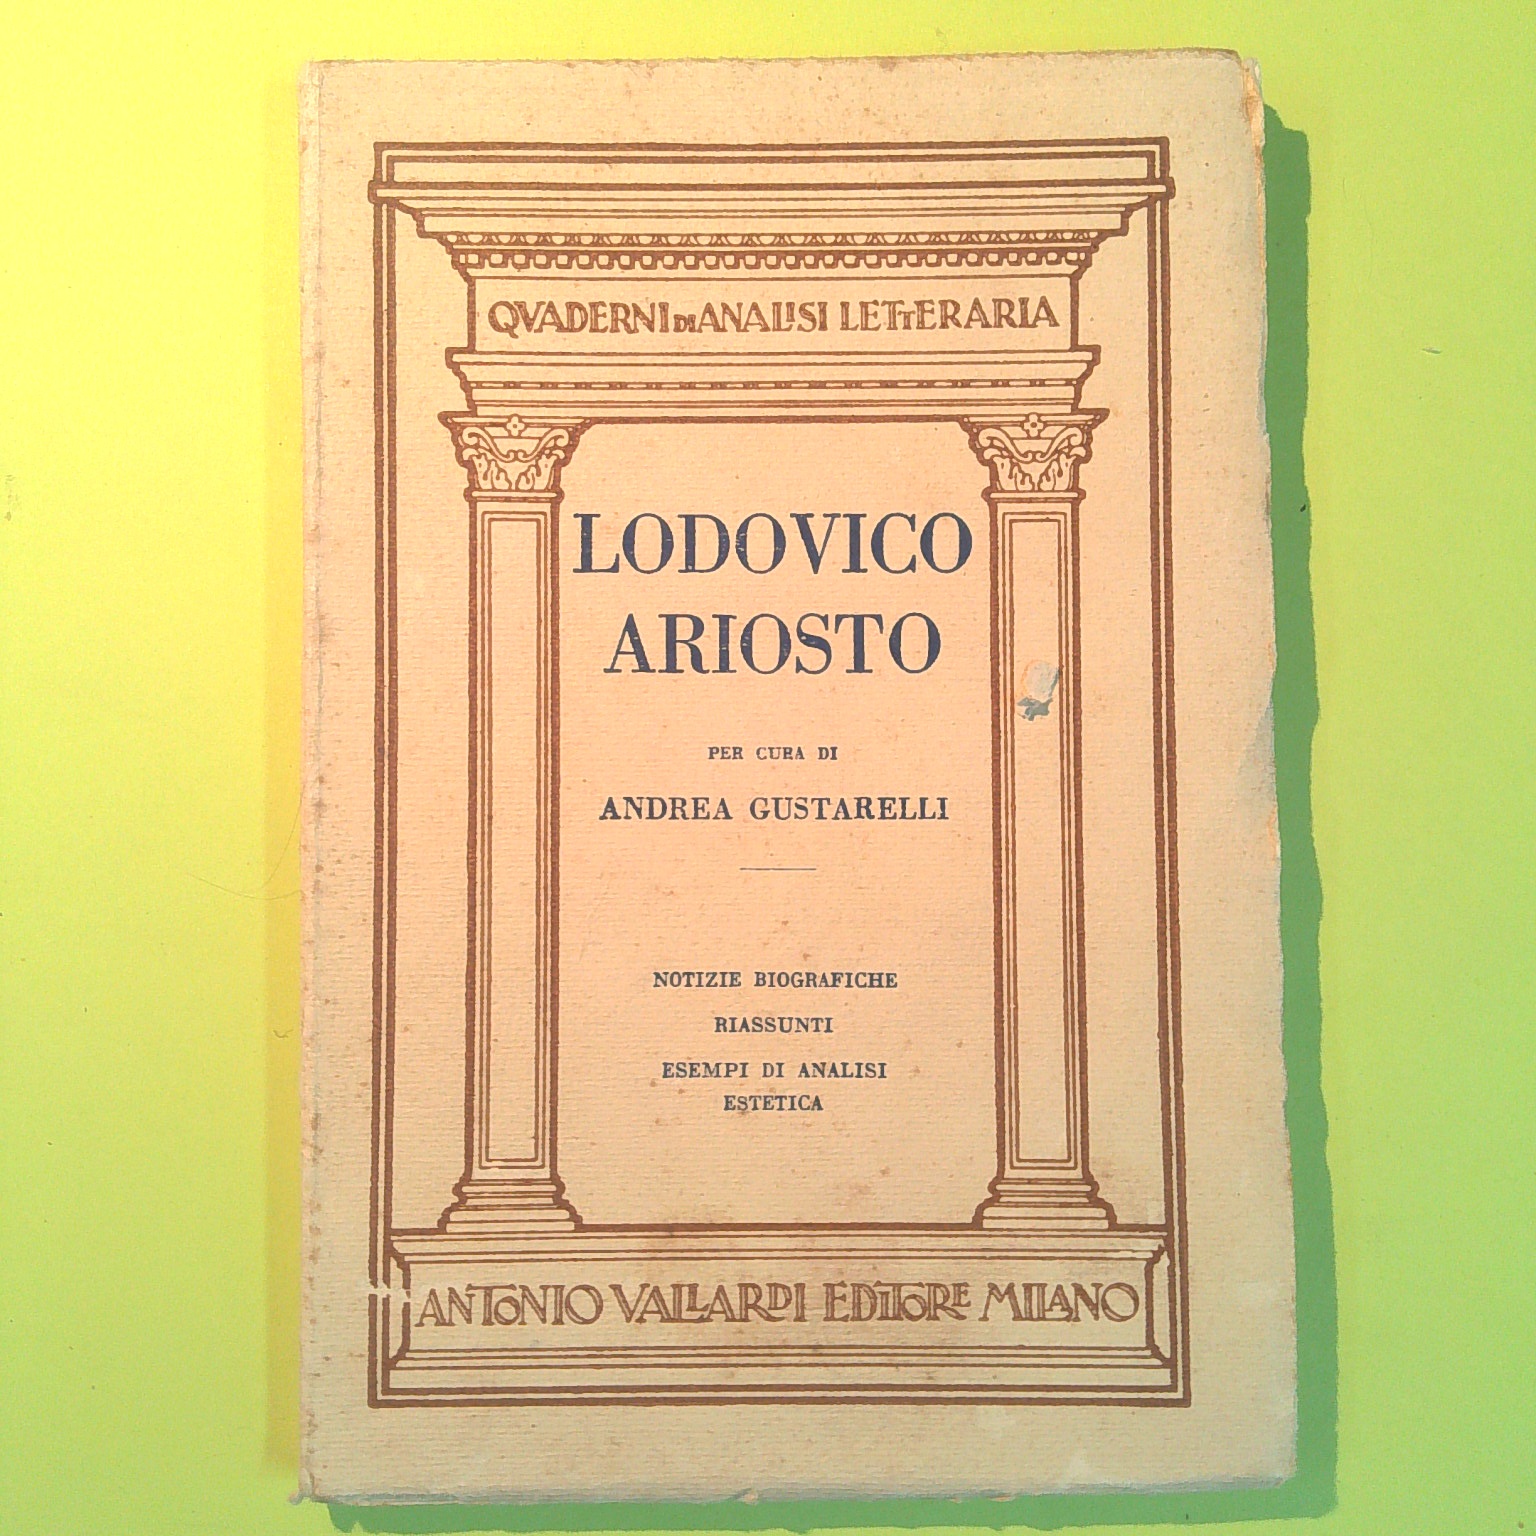 QVADERNI DI ANALISI LETTERARIA
LODOVICO
ARIOSTO
PER CURA DI
ANDREA GUSTARELLI
NOTIZIE BIOGRAFICHE
RIASSUNTI
ESEMPI DI ANALISI
ESTETICA
ANTONIO VALLARDI EDITORE MILANO